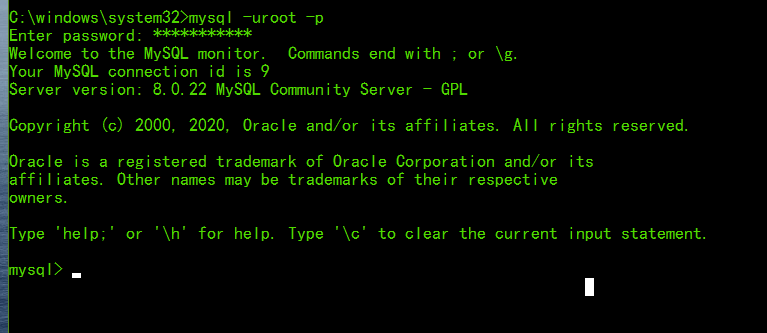 C:\windows\system32>mysql -uroot -p
Enter password: ***********
Welcome to the MySQL monitor.  Commands end with ; or \g.
Your MySQL connection id is 9
Server version: 8.0.22 MySQL Community Server - GPL
Copyright (c) 2000, 2020, Oracle and/or its affiliates. All rights reserved.
Oracle is a registered trademark of Oracle Corporation and/or its
affiliates. Other names may be trademarks of their respective
owners.
Type 'help;' or '\h' for help. Type '\c' to clear the current input statement.
mysql>